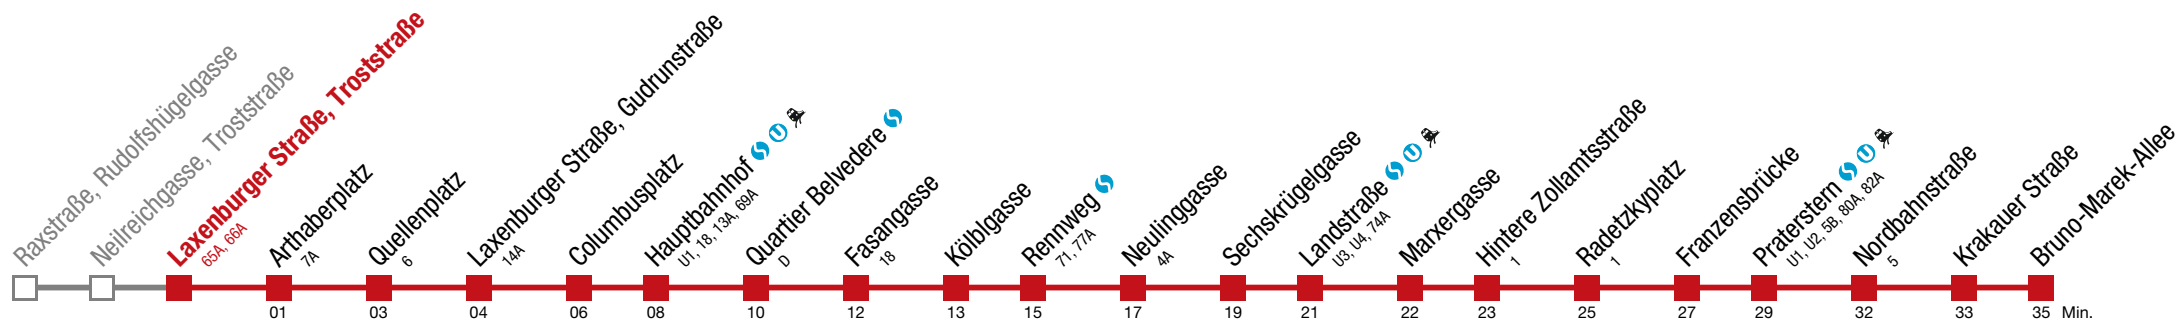 Raxstraße, Rudolfshügelgasse
Neilreichgasse, Troststraße
Laxenburger Straße, Troststraße
65A, 66A
Arthaberplatz
7A
Quellenplatz
6
Laxenburger Straße, Gudrunstraße
14A
Columbusplatz
Hauptbahnhof S U
U1, 18, 13A, 69A
Quartier Belvedere S
D
Fasangasse
18
Kölblgasse
Rennweg S
71, 77A
Neulinggasse
4A
Sechskrügelgasse
Landstraße S U
U3, U4, 74A
Marxergasse
Hintere Zollamtsstraße
1
Radetzkyplatz
1
Franzensbrücke
Praterstern S U
U1, U2, 5B, 80A, 82A
Nordbahnstraße
5
Krakauer Straße
Bruno-Marek-Allee
01 03 04 06 08 10 12 13 15 17 19 21 22 23 25 27 29 32 33 35 Min.